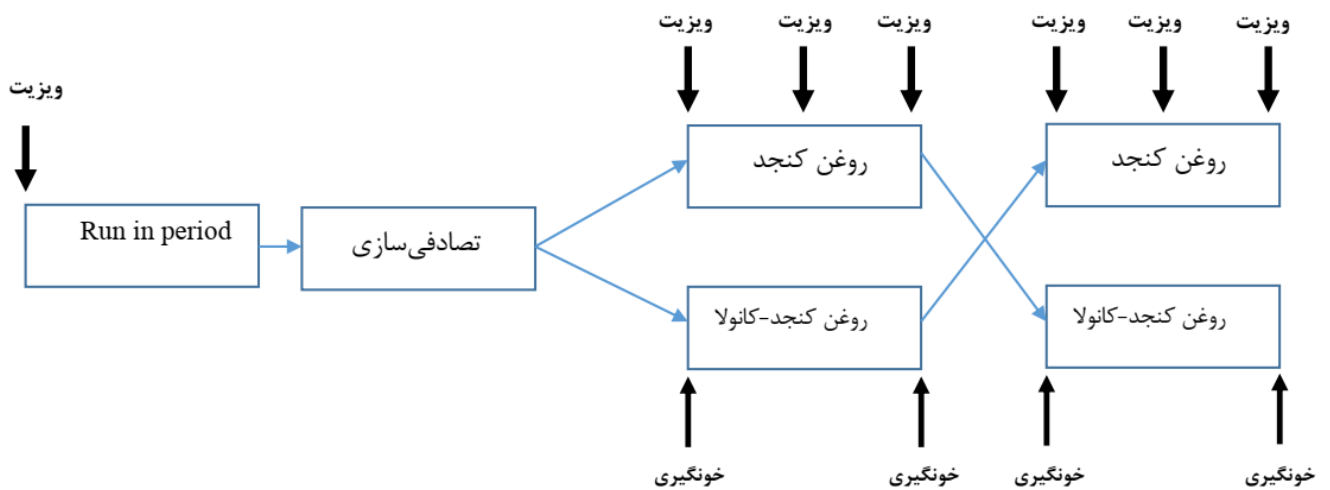 ویزیت
ویزیت
ویزیت
ویزیت
ویزیت
ویزیت
ویزیت
روغن کنجد
روغن کنجد
Run in period
تصادفی‌سازی
روغن کنجد-کانولا
روغن کنجد-کانولا
خونگیری
خونگیری
خونگیری
خونگیری